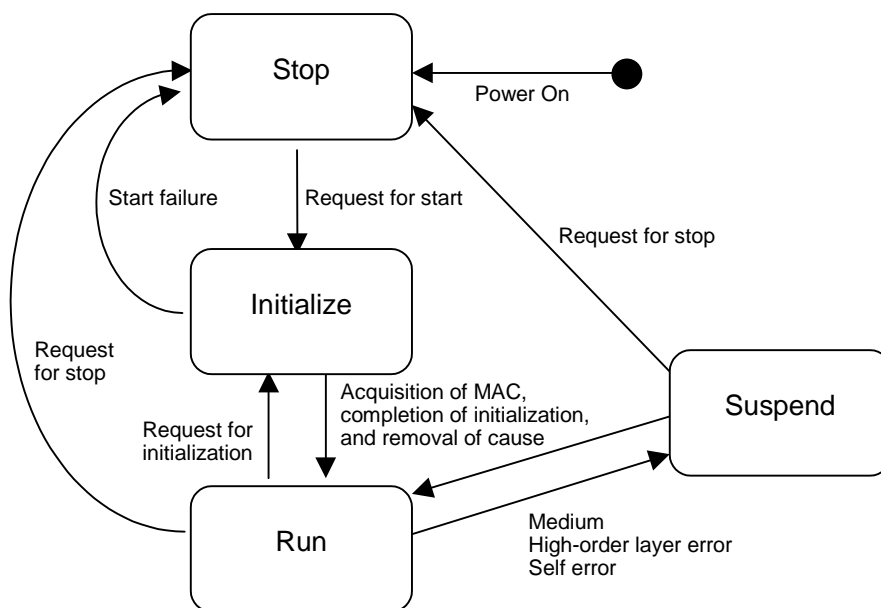 Stop
Power On
Start failure
Request for start
Request for stop
Initialize
Request
for stop
Acquisition of MAC,
completion of initialization,
and removal of cause
Suspend
Request for
initialization
Run
Medium
High-order layer error
Self error